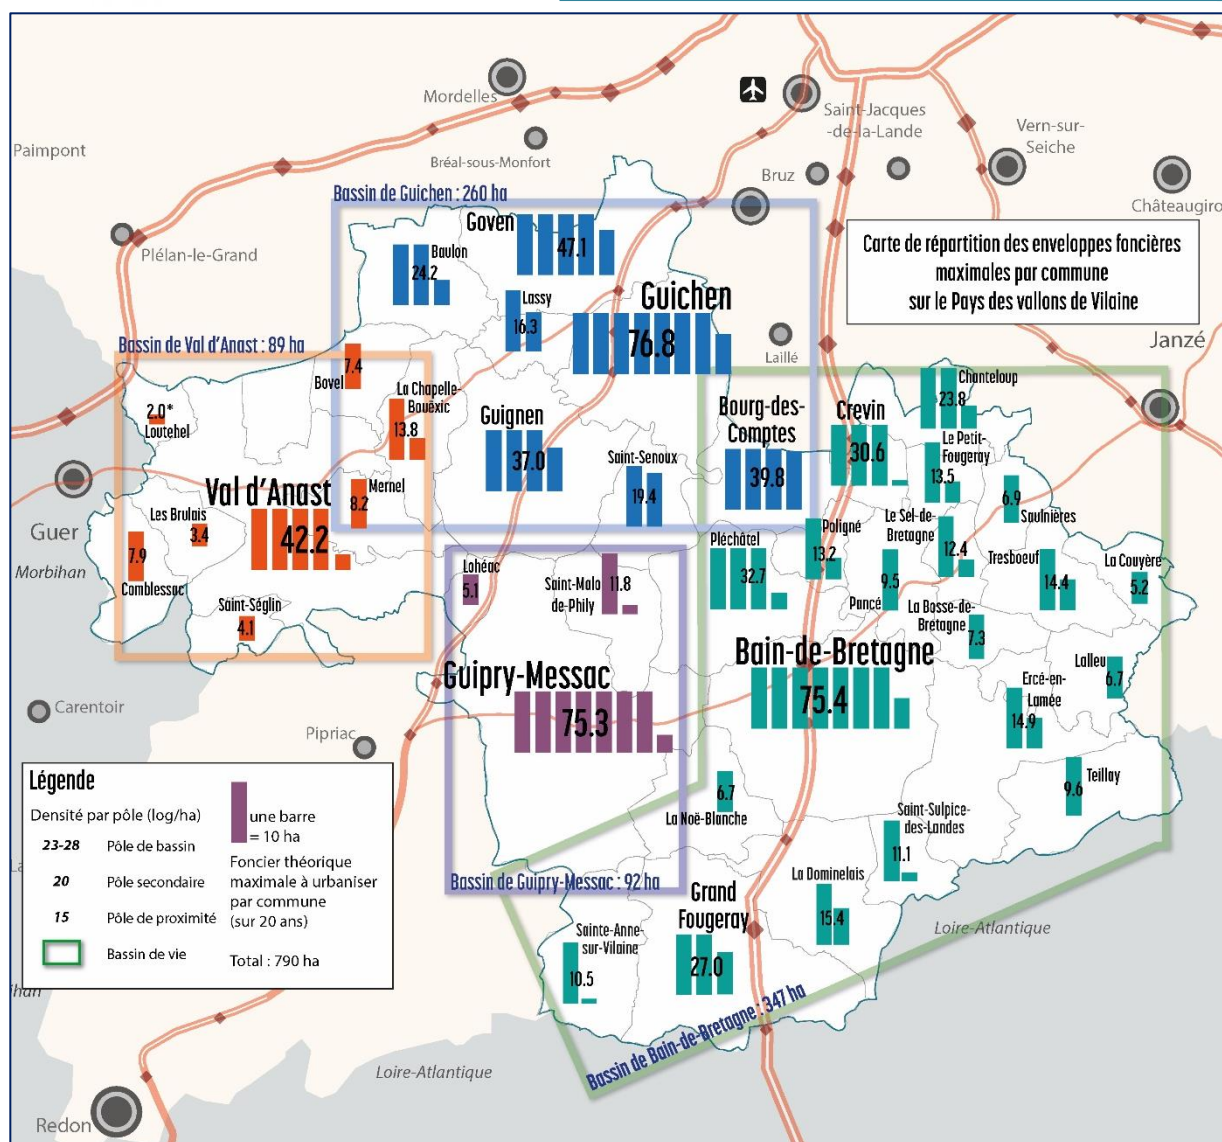 Mordelles
Saint-Jacques
-de-la-Lande
Vern-sur-
Seiche
Paimpont
Bréal-sous-Monfort
Bruz
Châteaugiro
Bassin de Guichen : 260 ha
Plélan-le-Grand
Goven
47.1
Baulon
24.2
Carte de répartition des enveloppes foncières
maximales par commune
sur le Pays des vallons de Vilaine
Lassy
16.3
Guichen
76.8
Laillé
Janzé
Bassin de Val d'Anast : 89 ha
Bovel
7.4
La Chapelle-
Bouëxic
13.8
2.0*
Loutehel
Guignen
37.0
Bourg-des-
Comptes
39.8
Crevin
30.6
Chanteloup
23.8
Le Petit-
Fougeray
13.5
Saint-Senoux
19.4
Val d'Anast
42.2
Mernel
8.2
6.9
Saulnières
Guer
Morbihan
Les Brulais
3.4
7.9
Comblessac
Saint-Séglin
4.1
Lohéac
5.1
Saint-Malo
de-Phily
11.8
Pléchâtel
32.7
Poligné
13.2
Le Sel-de-
Bretagne
12.4
9.5
Pancé
Tresboeuf
14.4
La Couyère
5.2
La Bosse-de-
Bretagne
7.3
Guipry-Messac
75.3
Bain-de-Bretagne
75.4
Lalleu
6.7
Ercé-en-
Lamée
14.9
Carentoir
Pipriac
Teillay
9.6
6.7
La Noë-Blanche
Saint-Sulpice-
des-Landes
11.1
La Dominelais
15.4
Bassin de Guipry-Messac : 92 ha
Grand
Fougeray
27.0
Sainte-Anne-
sur-Vilaine
10.5
Loire-Atlantique
Bassin de Bain-de-Bretagne : 347 ha
Loire-Atlantique
Redon
Légende
Densité par pôle (log/ha)
23-28 Pôle de bassin
20 Pôle secondaire
15 Pôle de proximité
Bassin de vie
une barre
= 10 ha
Foncier théorique
maximale à urbaniser
par commune
(sur 20 ans)
Total : 790 ha